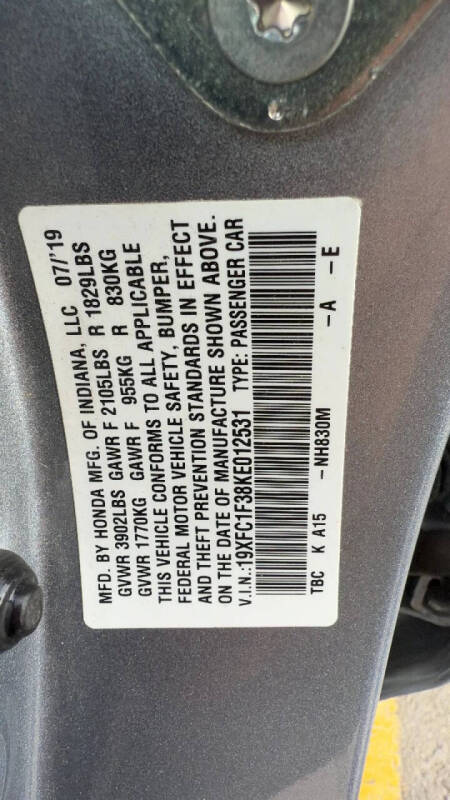 MFD. BY HONDA MFG. OF INDIANA, LLC 07/'19
GVWR 3902LBS GAWR F 2105LBS R 1829LBS
GVWR 1770KG GAWR F 955KG R 830KG
THIS VEHICLE CONFORMS TO ALL APPLICABLE
FEDERAL MOTOR VEHICLE SAFETY, BUMPER,
AND THEFT PREVENTION STANDARDS IN EFFECT
ON THE DATE OF MANUFACTURE SHOWN ABOVE.
V.I.N.:19XFC1F38KE012531 TYPE: PASSENGER CAR
TBC K A15 -NH830M -A -E